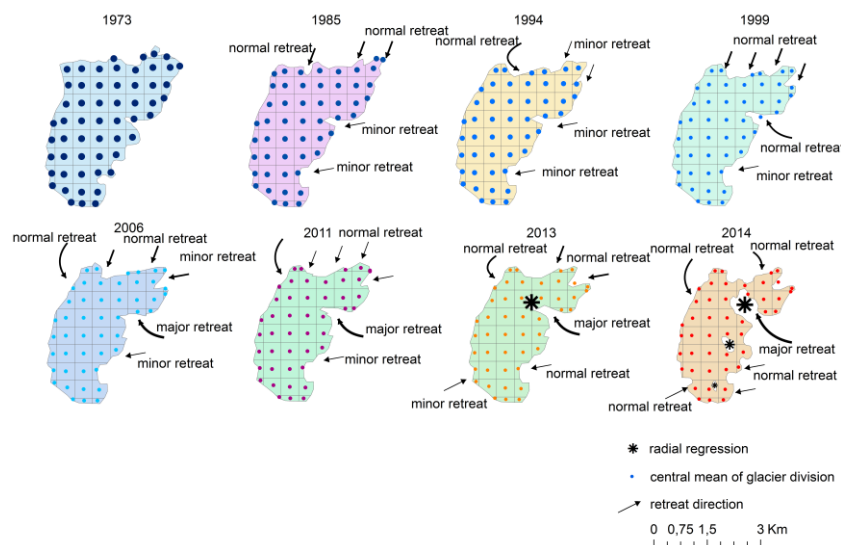 1973
1985
1994
1999
normal retreat
normal retreat
minor retreat
minor retreat
normal retreat
minor retreat
minor retreat
minor retreat
normal retreat
normal retreat
minor retreat
2006
2011
2013
2014
normal retreat
normal retreat
minor retreat
major retreat
minor retreat
normal retreat
normal retreat
major retreat
minor retreat
normal retreat
normal retreat
major retreat
normal retreat
minor retreat
normal retreat
normal retreat
major retreat
normal retreat
normal retreat
radial regression
central mean of glacier division
retreat direction
0 0,75 1,5 3 Km